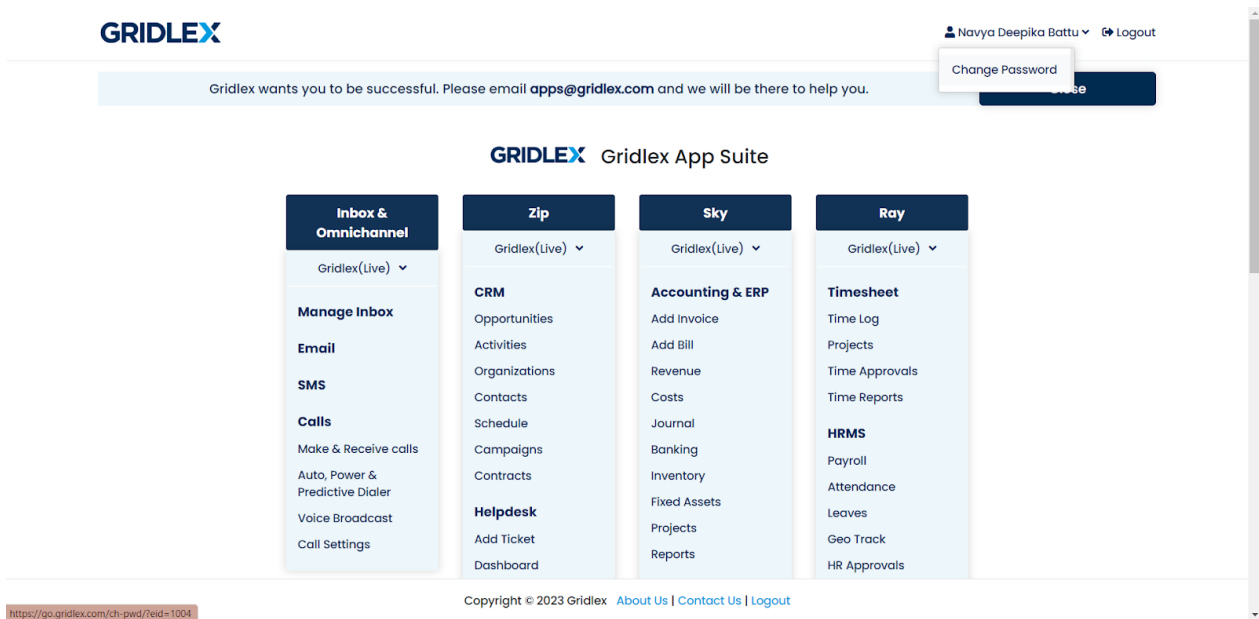 GRIDLEX
Navya Deepika Battu
Logout
Change Password
Gridlex wants you to be successful. Please email apps@gridlex.com and we will be there to help you.
GRIDLEX Gridlex App Suite
Inbox &
Omnichannel
Gridlex(Live)
Manage Inbox
Email
SMS
Calls
Make & Receive calls
Auto, Power &
Predictive Dialer
Voice Broadcast
Call Settings
Zip
Gridlex(Live)
CRM
Opportunities
Activities
Organizations
Contacts
Schedule
Campaigns
Contracts
Helpdesk
Add Ticket
Dashboard
Sky
Gridlex(Live)
Accounting & ERP
Add Invoice
Add Bill
Revenue
Costs
Journal
Banking
Inventory
Fixed Assets
Projects
Reports
Ray
Gridlex(Live)
Timesheet
Time Log
Projects
Time Approvals
Time Reports
HRMS
Payroll
Attendance
Leaves
Geo Track
HR Approvals
Copyright © 2023 Gridlex About Us | Contact Us | Logout
https://go.gridlex.com/ch-pwd/?eid=1004